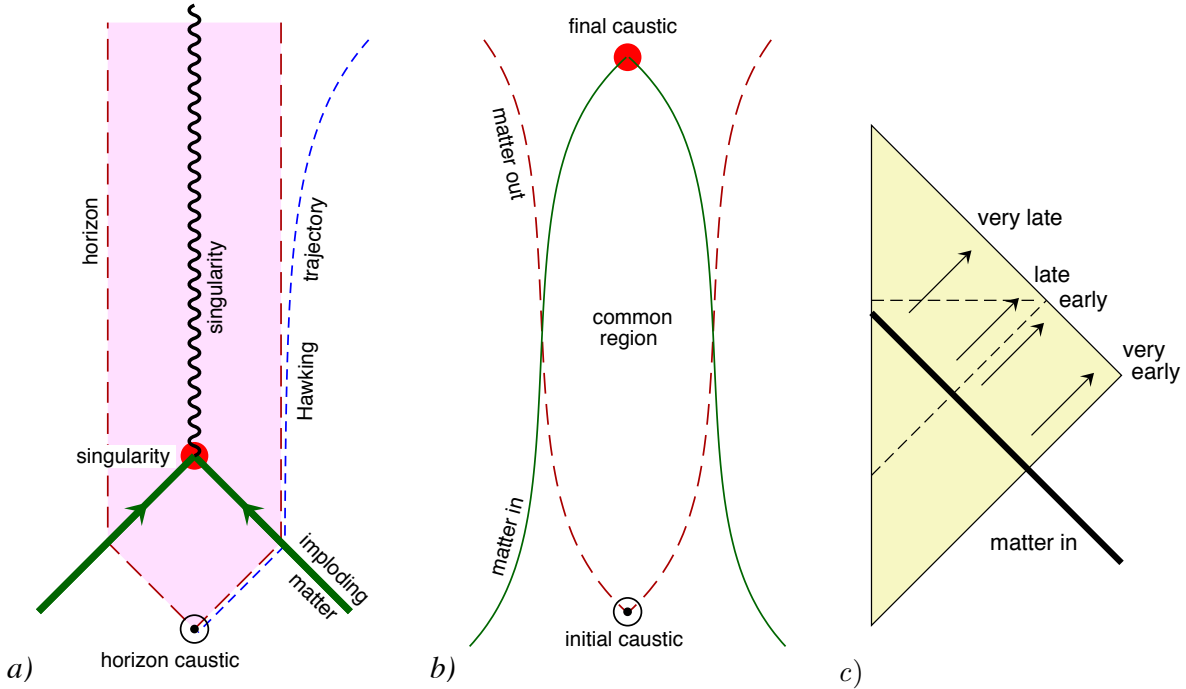 horizon
singularity
trajectory
Hawking
singularity
imploding
matter
horizon caustic
a)
final caustic
matter out
common
region
matter in
initial caustic
b)
very late
late
early
very
early
matter in
c)